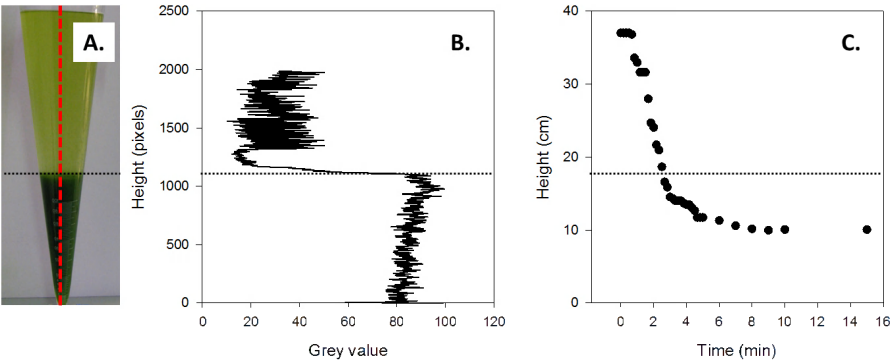 A.
B.
Height (pixels)
2500
2000
1500
1000
500
0
0 20 40 60 80 100 120
Grey value
C.
Height (cm)
40
30
20
10
0
0 2 4 6 8 10 12 14 16
Time (min)